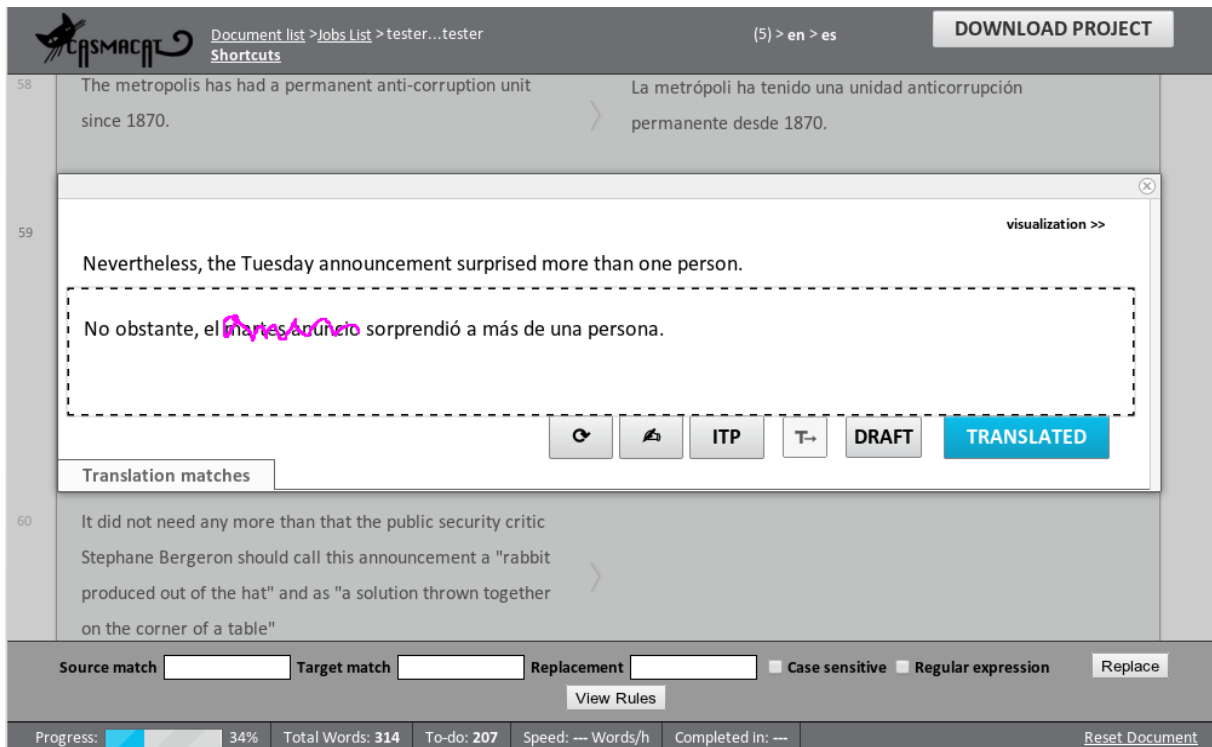 CASMACAT
Document list >Jobs List > tester...tester
(5) > en > es
DOWNLOAD PROJECT
Shortcuts
58
The metropolis has had a permanent anti-corruption unit
since 1870.
La metrópoli ha tenido una unidad anticorrupción
permanente desde 1870.
59
visualization >>
Nevertheless, the Tuesday announcement surprised more than one person.
No obstante, el martes anuncio sorprendió a más de una persona.
ITP
T→
DRAFT
TRANSLATED
Translation matches
60
It did not need any more than that the public security critic
Stephane Bergeron should call this announcement a "rabbit
produced out of the hat" and as "a solution thrown together
on the corner of a table"
Source match
Target match
Replacement
Case sensitive
Regular expression
Replace
View Rules
Progress: 34%
Total Words: 314
To-do: 207
Speed: --- Words/h
Completed in: ---
Reset Document